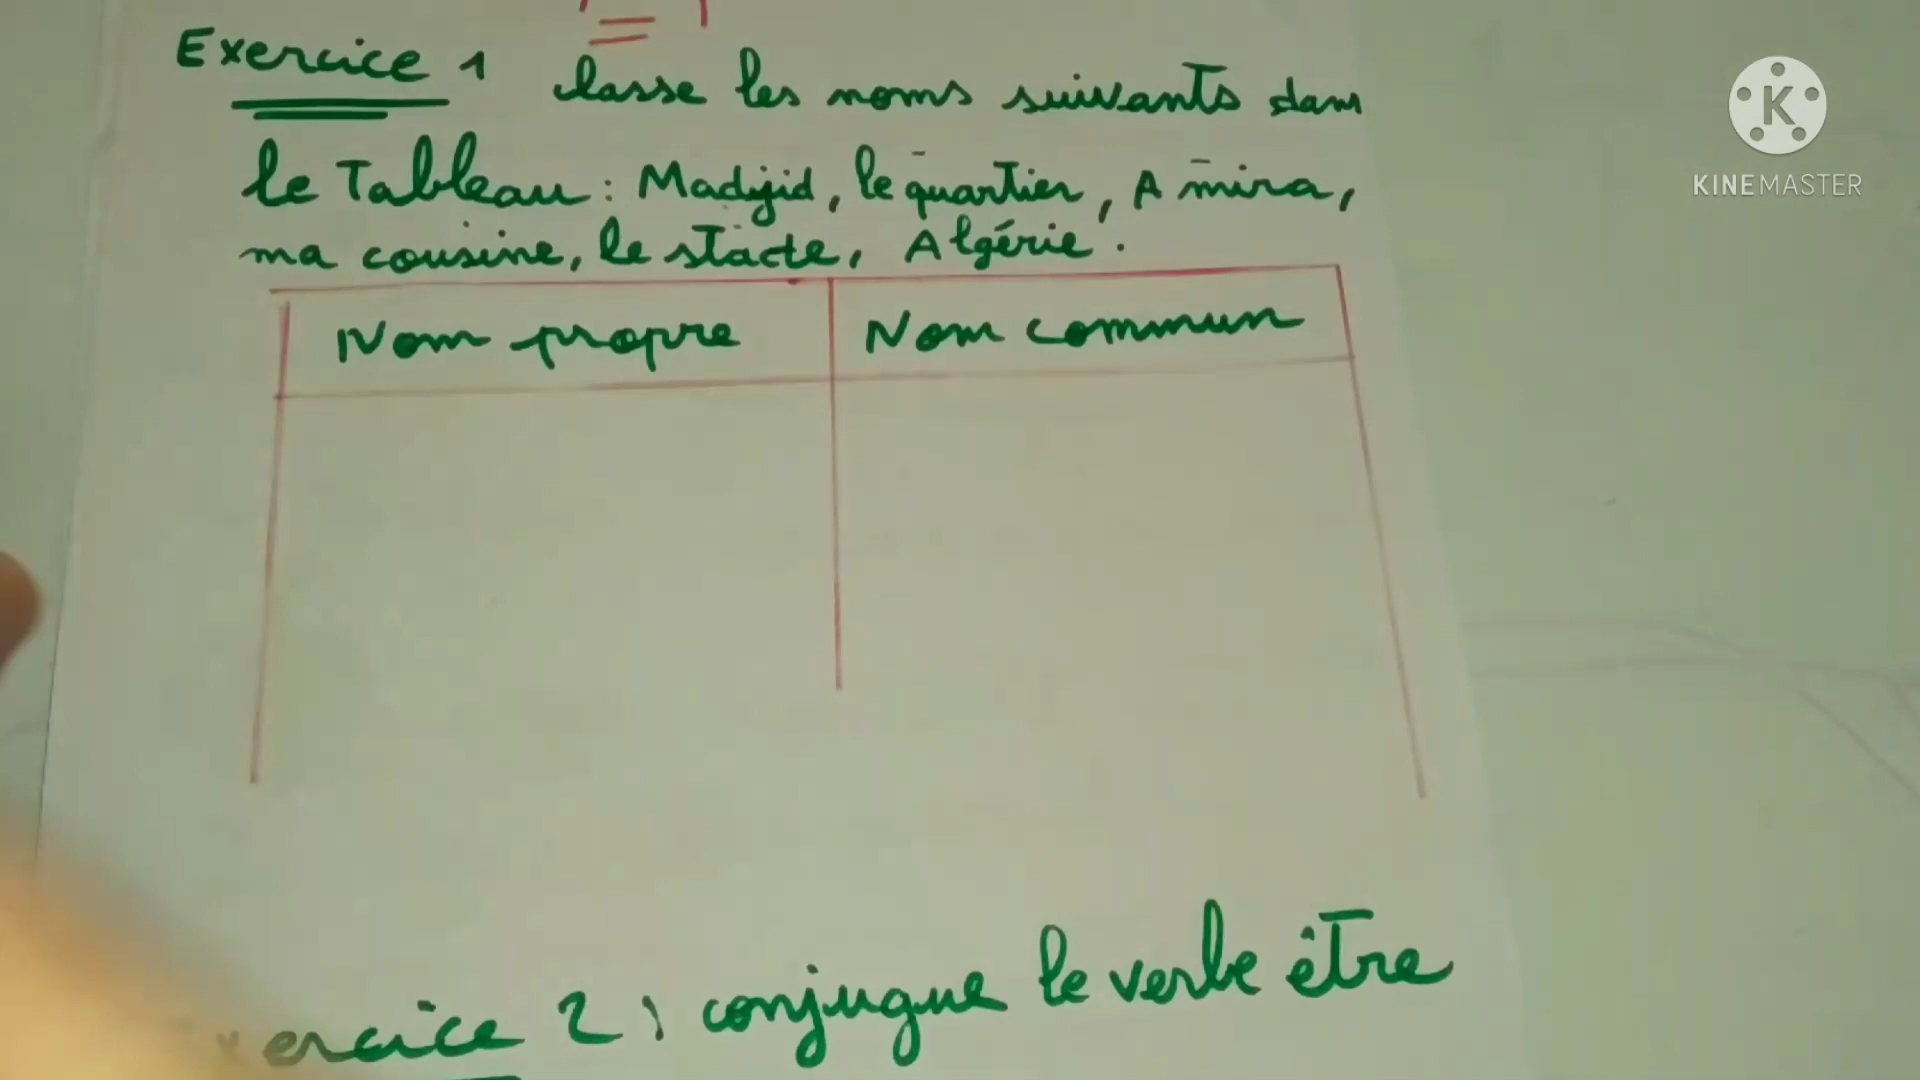 Exercice 1 classe les noms suivants dans
le Tableau : Madjid, le quartier, Amira,
ma cousine, le stade, Algérie.
Nom propre Nom commun
Exercice 2 : conjugue le verbe être
K
KINEMASTER